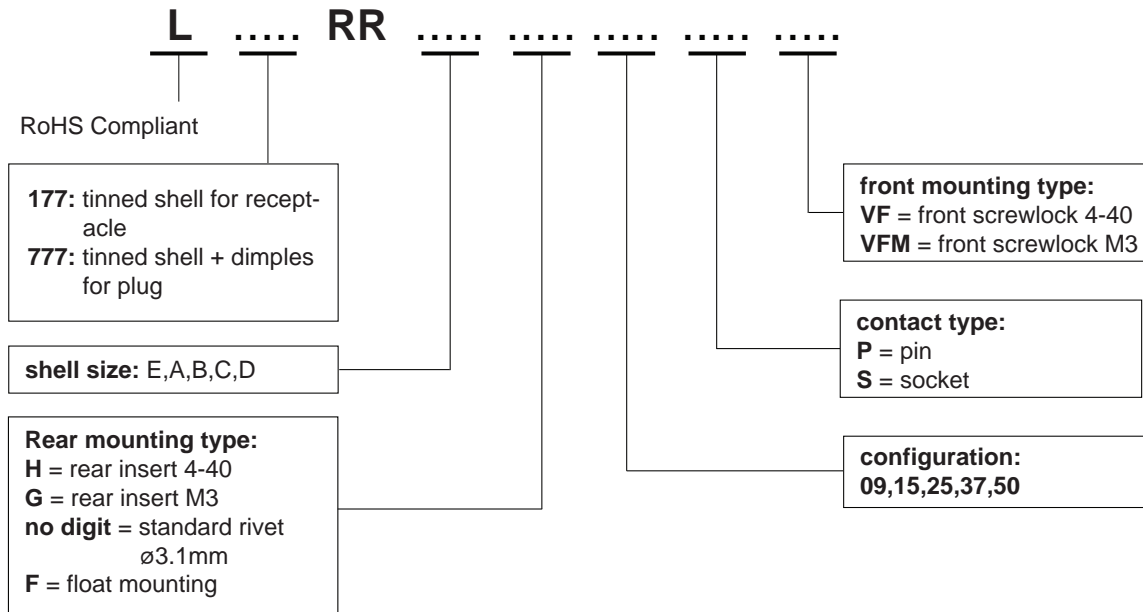 L ..... RR ..... ..... ..... ..... .....
RoHS Compliant
177: tinned shell for recept-
acle
777: tinned shell + dimples
for plug
shell size: E,A,B,C,D
Rear mounting type:
H = rear insert 4-40
G = rear insert M3
no digit = standard rivet
ø3.1mm
F = float mounting
front mounting type:
VF = front screwlock 4-40
VFM = front screwlock M3
contact type:
P = pin
S = socket
configuration:
09,15,25,37,50